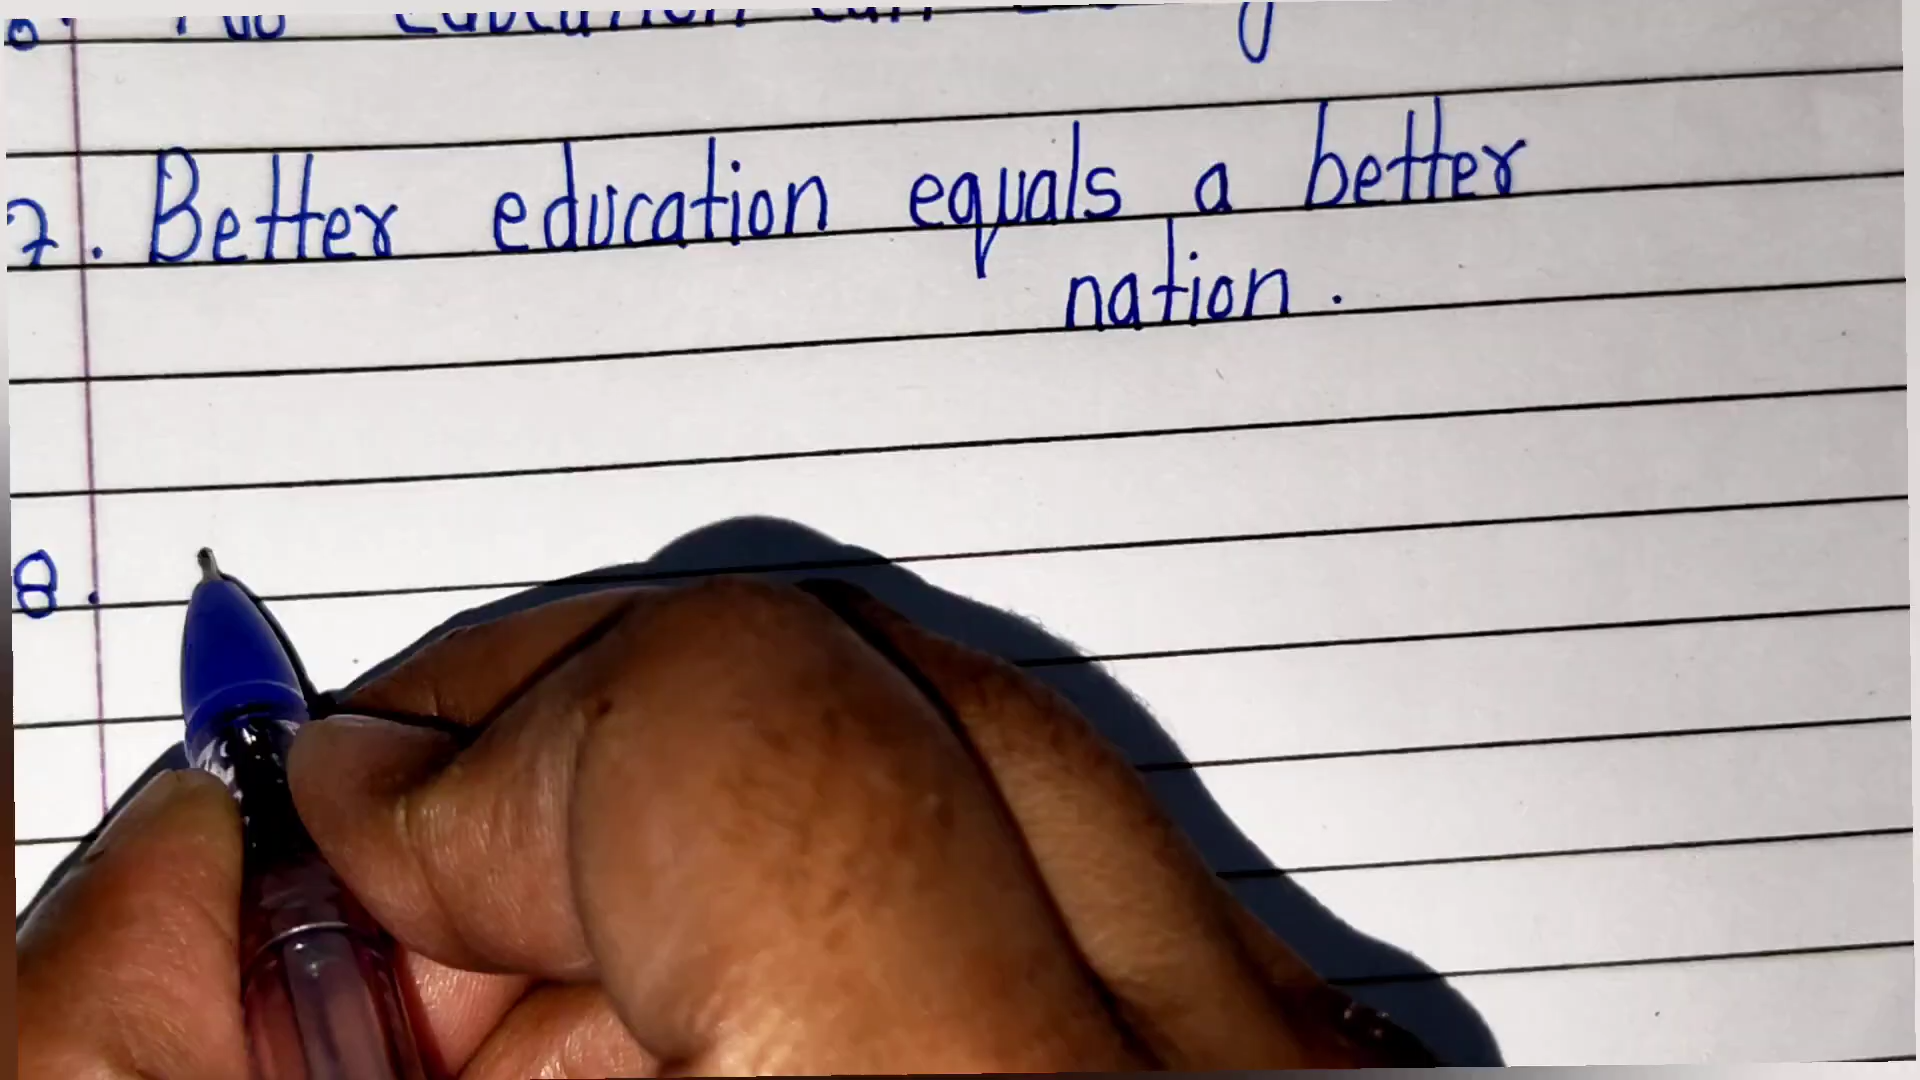 7. Better education equals a better
nation.
8.